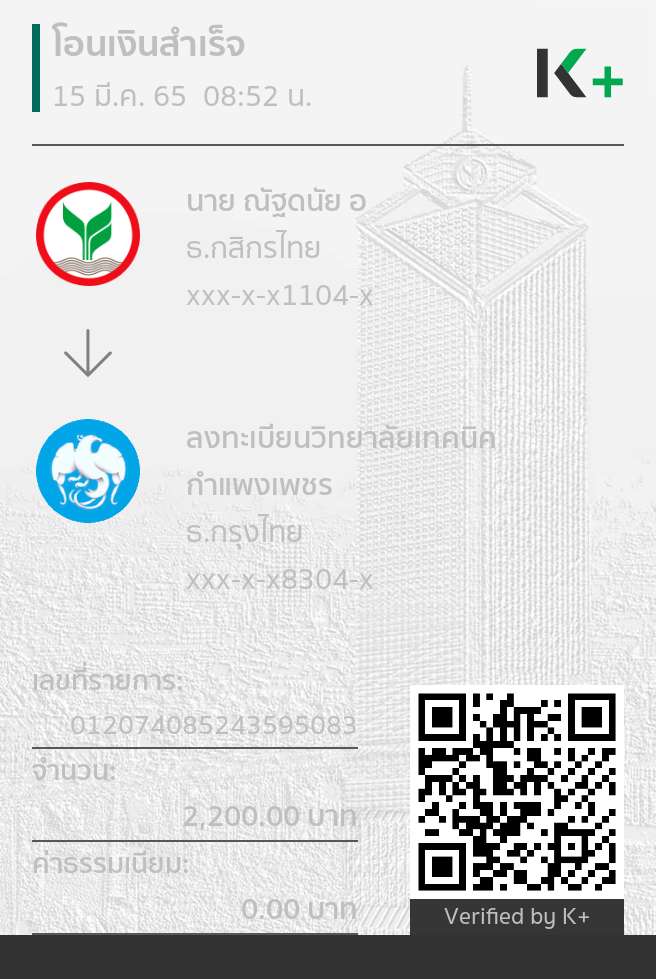 โอนเงินสำเร็จ
15 มี.ค. 65 08:52 น.
K+
นาย ณัฐดนัย อ
ธ.กสิกรไทย
xxx-x-x1104-x
ลงทะเบียนวิทยาลัยเทคนิค
กำแพงเพชร
ธ.กรุงไทย
xxx-x-x8304-x
เลขที่รายการ:
012074085243595083
จำนวน:
2,200.00 บาท
ค่าธรรมเนียม:
0.00 บาท
Verified by K+